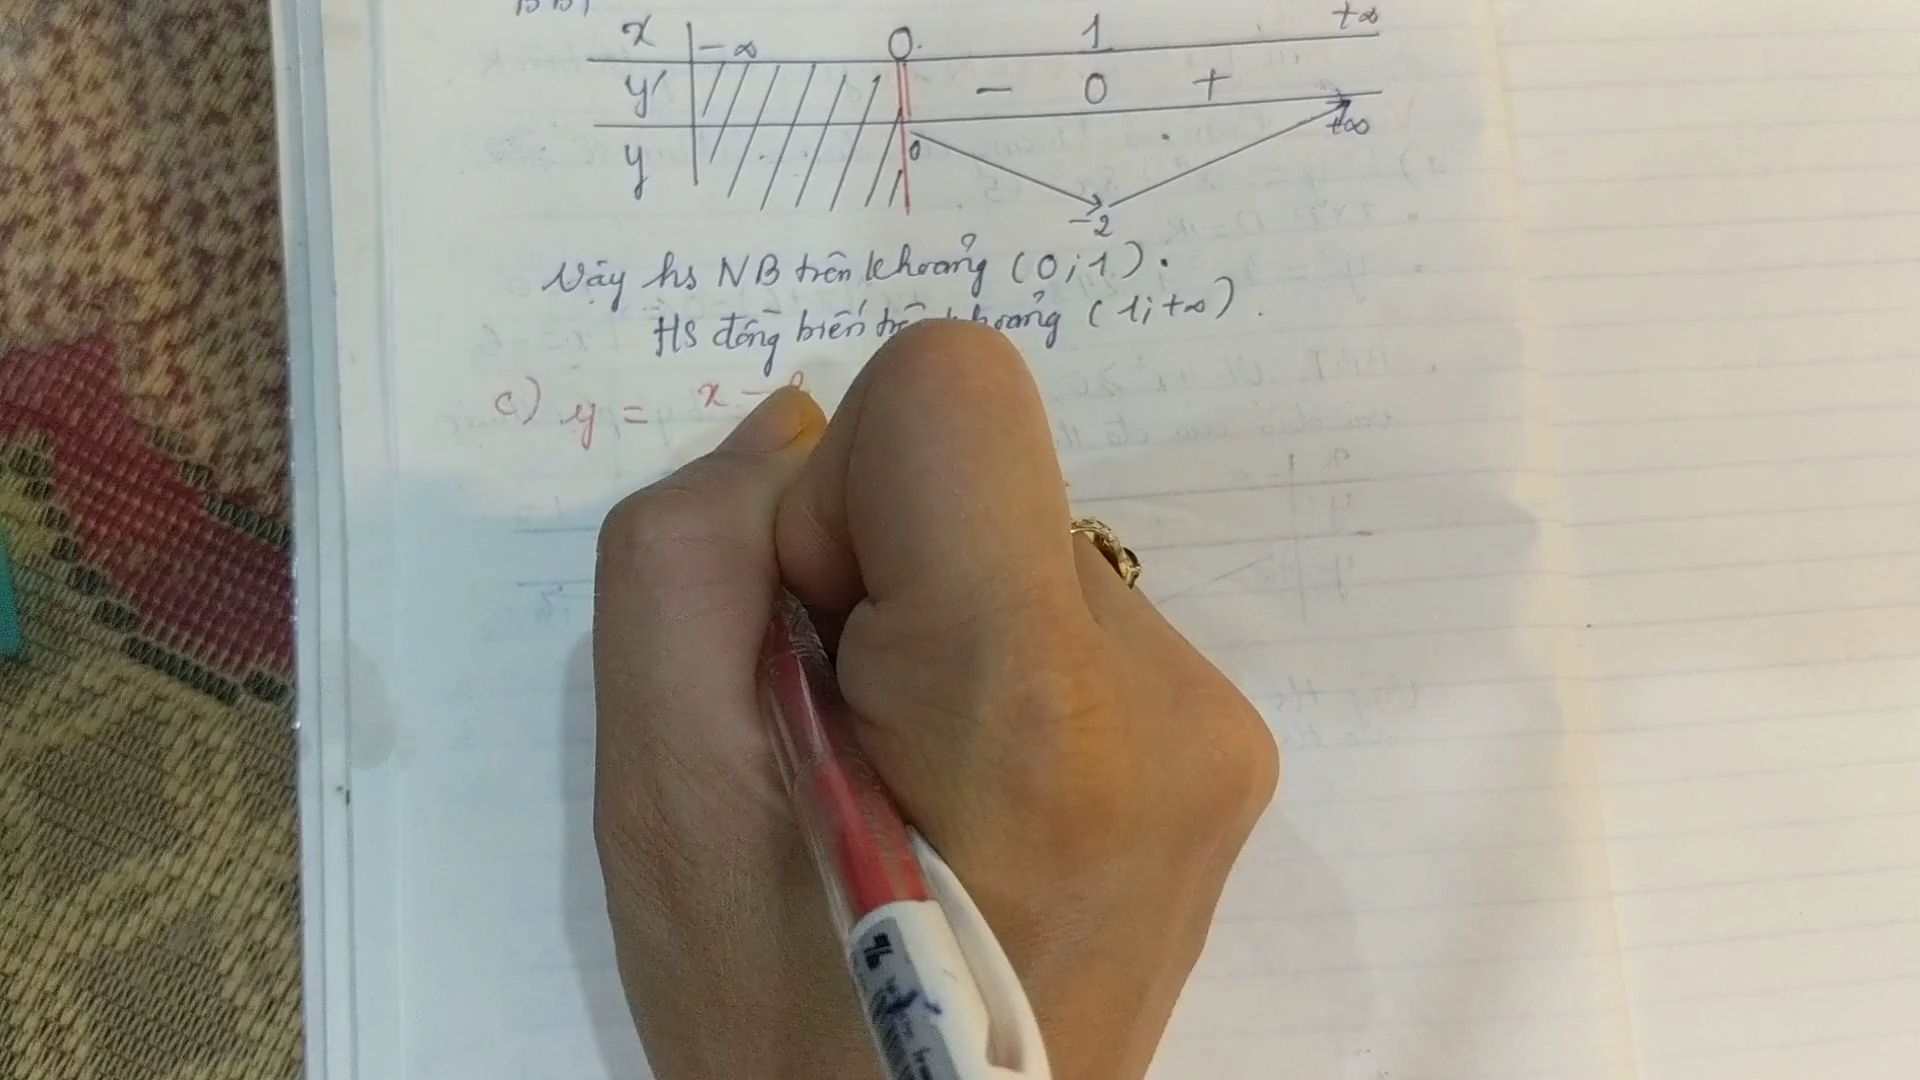 x -∞ 0 1 +∞
y' - 0 +
y 0 -2 +∞
Vậy hs NB trên khoảng (0;1).
HS đồng biến khoảng (1;+∞).
c) y = x -